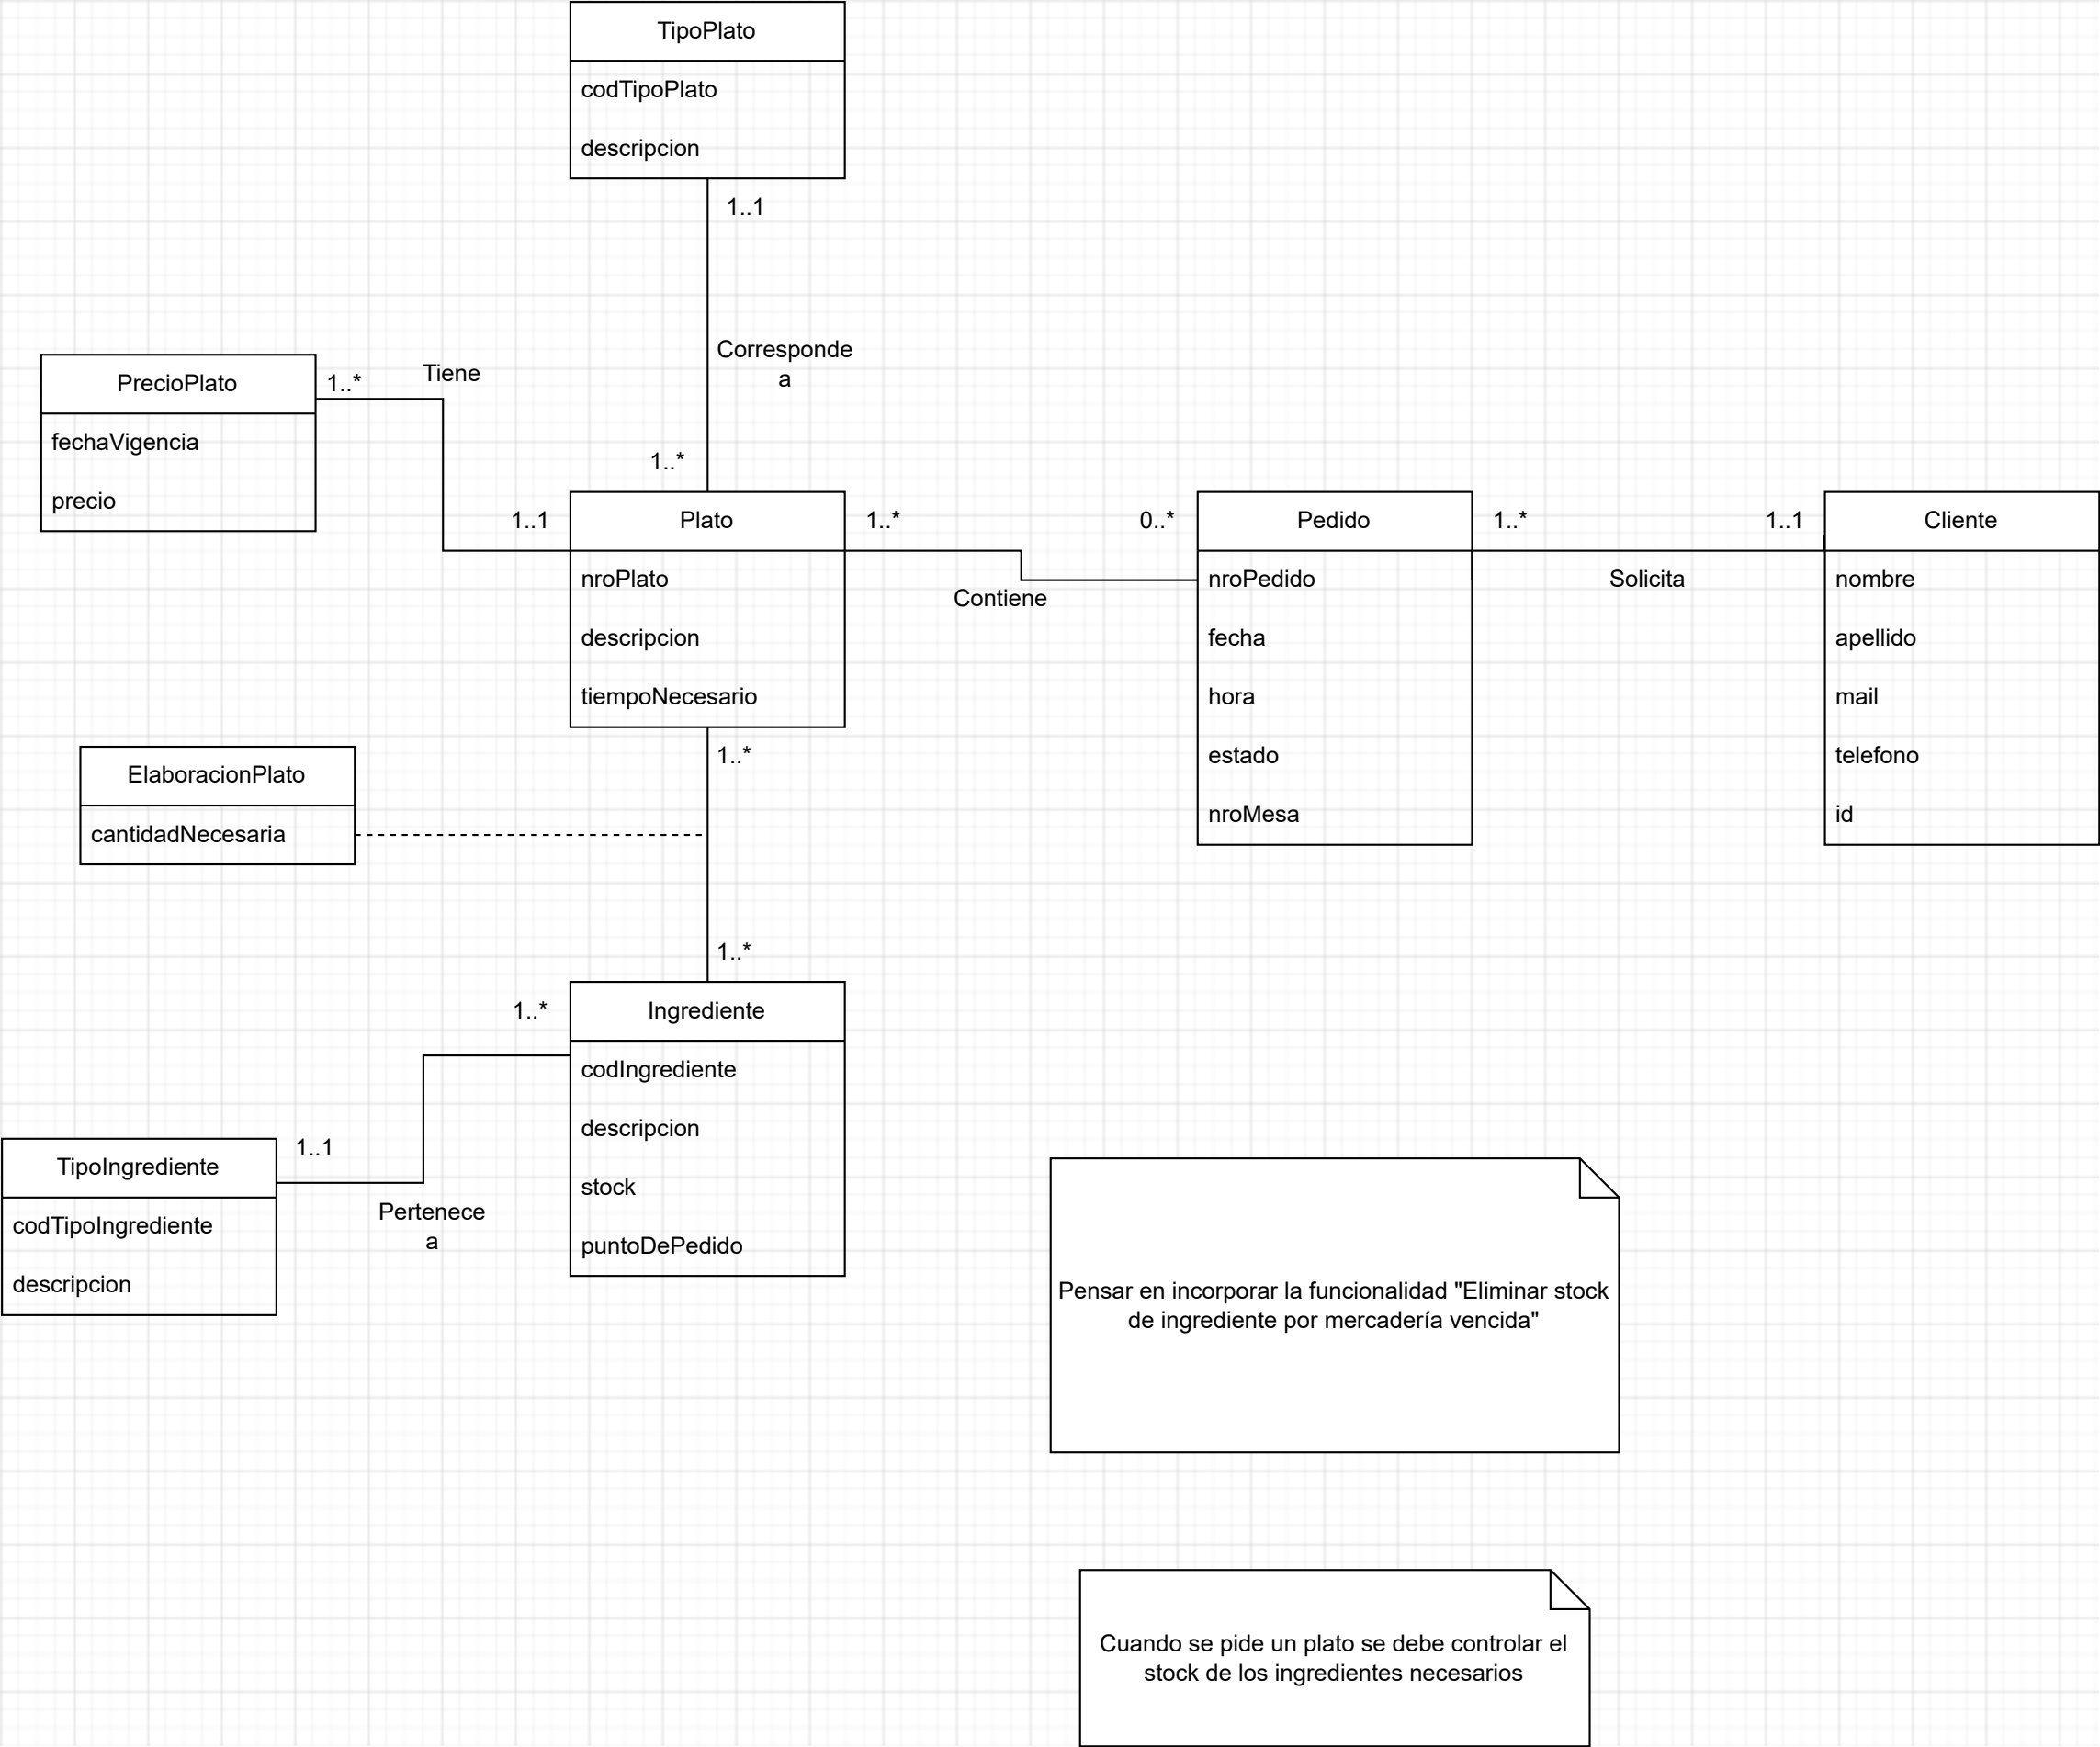 TipoPlato
codTipoPlato
descripcion
1..1
Corresponde
a
1..*
PrecioPlato
fechaVigencia
precio
1..*
Tiene
1..1
Plato
nroPlato
descripcion
tiempoNecesario
1..*
Contiene
0..*
Pedido
nroPedido
fecha
hora
estado
nroMesa
1..*
Solicita
1..1
Cliente
nombre
apellido
mail
telefono
id
ElaboracionPlato
cantidadNecesaria
1..*
1..*
Ingrediente
codIngrediente
descripcion
stock
puntoDePedido
1..*
Pertenece
a
1..1
TipoIngrediente
codTipoIngrediente
descripcion
Pensar en incorporar la funcionalidad "Eliminar stock
de ingrediente por mercadería vencida"
Cuando se pide un plato se debe controlar el
stock de los ingredientes necesarios